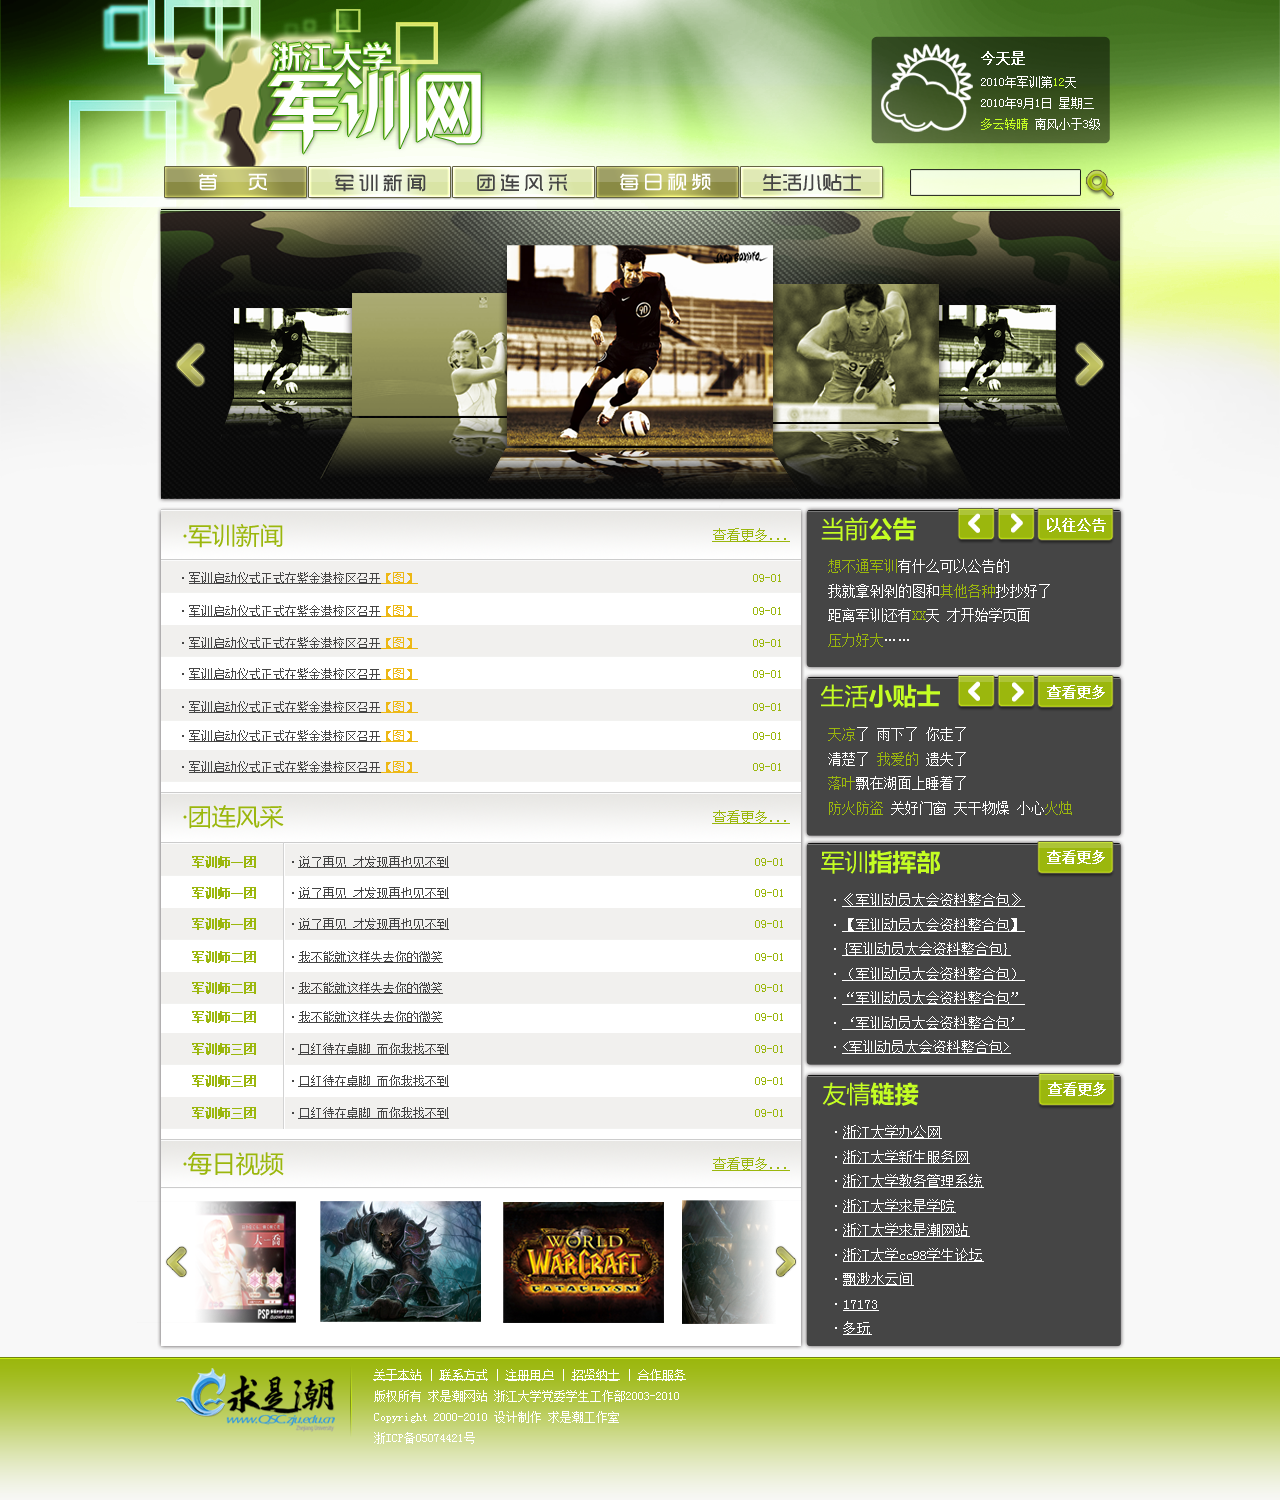 浙江大学
军训网
今天是
2010年军训第12天
2010年9月1日 星期三
多云转晴 南风小于3级
首 页 军训新闻 团连风采 每日视频 生活小贴士
·军训新闻 查看更多...
·军训启动仪式正式在紫金港校区召开【图】 09-01
·军训启动仪式正式在紫金港校区召开【图】 09-01
·军训启动仪式正式在紫金港校区召开【图】 09-01
·军训启动仪式正式在紫金港校区召开【图】 09-01
·军训启动仪式正式在紫金港校区召开【图】 09-01
·军训启动仪式正式在紫金港校区召开【图】 09-01
·军训启动仪式正式在紫金港校区召开【图】 09-01
·团连风采 查看更多...
军训师一团 ·说了再见 才发现再也见不到 09-01
军训师一团 ·说了再见 才发现再也见不到 09-01
军训师一团 ·说了再见 才发现再也见不到 09-01
军训师二团 ·我不能就这样失去你的微笑 09-01
军训师二团 ·我不能就这样失去你的微笑 09-01
军训师二团 ·我不能就这样失去你的微笑 09-01
军训师三团 ·口红待在桌脚 而你我找不到 09-01
军训师三团 ·口红待在桌脚 而你我找不到 09-01
军训师三团 ·口红待在桌脚 而你我找不到 09-01
·每日视频 查看更多...
大一喬
PSP
WORLD
WARCRAFT
CATACLYSM
当前公告 以往公告
想不通军训有什么可以公告的
我就拿剁剁的图和其他各种抄抄好了
距离军训还有XX天 才开始学页面
压力好大……
生活小贴士 查看更多
天凉了 雨下了 你走了
清楚了 我爱的 遗失了
落叶飘在湖面上睡着了
防火防盗 关好门窗 天干物燥 小心火烛
军训指挥部 查看更多
·《军训动员大会资料整合包》
·【军训动员大会资料整合包】
·{军训动员大会资料整合包}
·（军训动员大会资料整合包）
·“军训动员大会资料整合包”
·‘军训动员大会资料整合包’
·<军训动员大会资料整合包>
友情链接 查看更多
·浙江大学办公网
·浙江大学新生服务网
·浙江大学教务管理系统
·浙江大学求是学院
·浙江大学求是潮网站
·浙江大学cc98学生论坛
·飘渺水云间
·17173
·多玩
求是潮
www.QSC.zju.edu.cn
关于本站 | 联系方式 | 注册用户 | 招贤纳士 | 合作服务
版权所有 求是潮网站 浙江大学党委学生工作部2003-2010
Copyright 2000-2010 设计制作 求是潮工作室
浙ICP备05074421号